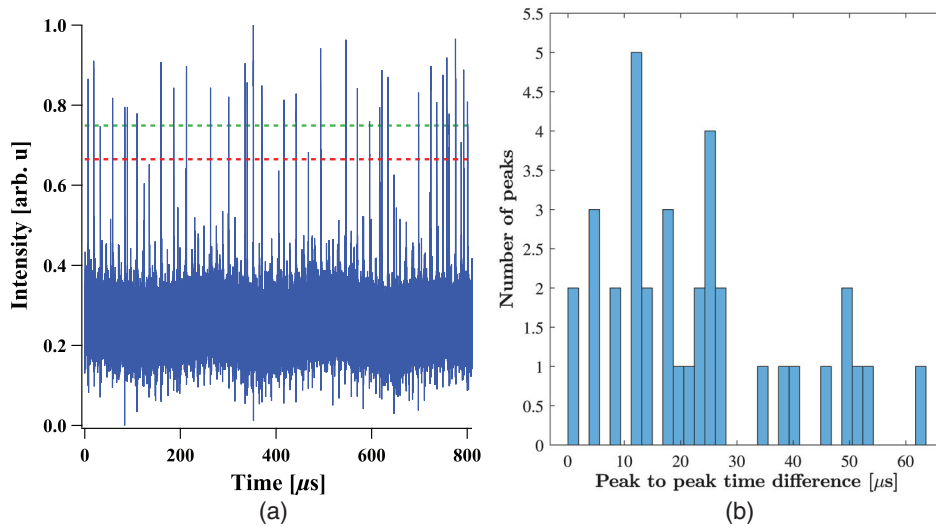 1.0
0.8
0.6
0.4
0.2
0.0
Intensity [arb. u]
0 200 400 600 800
Time [μs]
(a)
5.5
5
4.5
4
3.5
3
2.5
2
1.5
1
0.5
0
Number of peaks
0 10 20 30 40 50 60
Peak to peak time difference [μs]
(b)